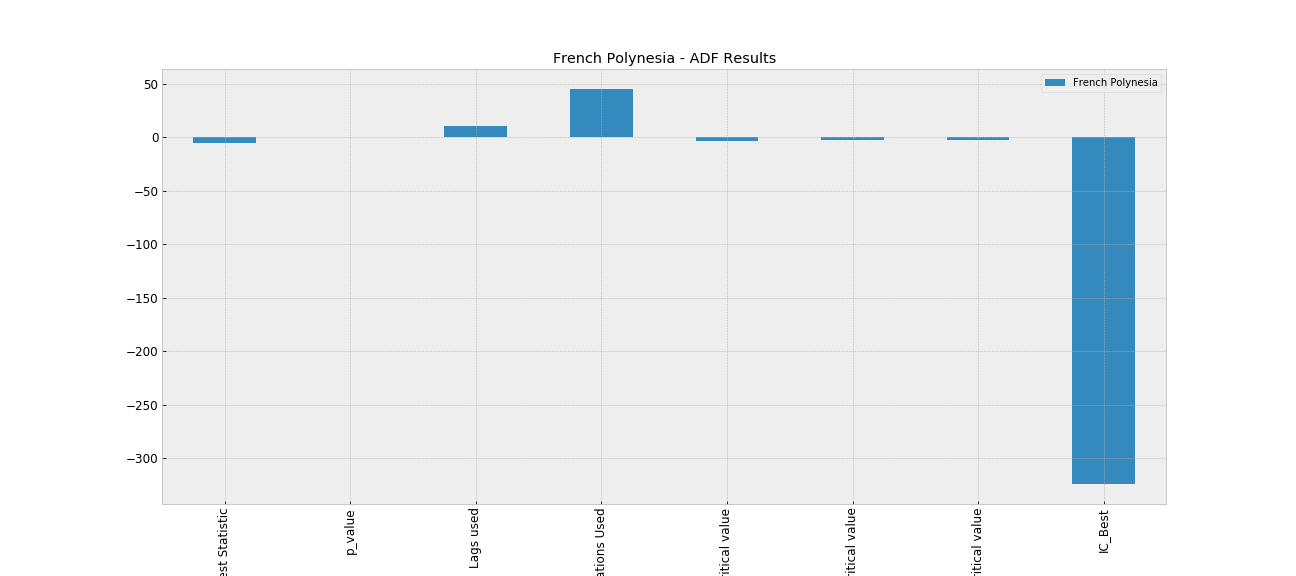 French Polynesia - ADF Results
French Polynesia
50
0
−50
−100
−150
−200
−250
−300
est Statistic
p_value
Lags used
ations Used
ritical value
ritical value
ritical value
IC_Best